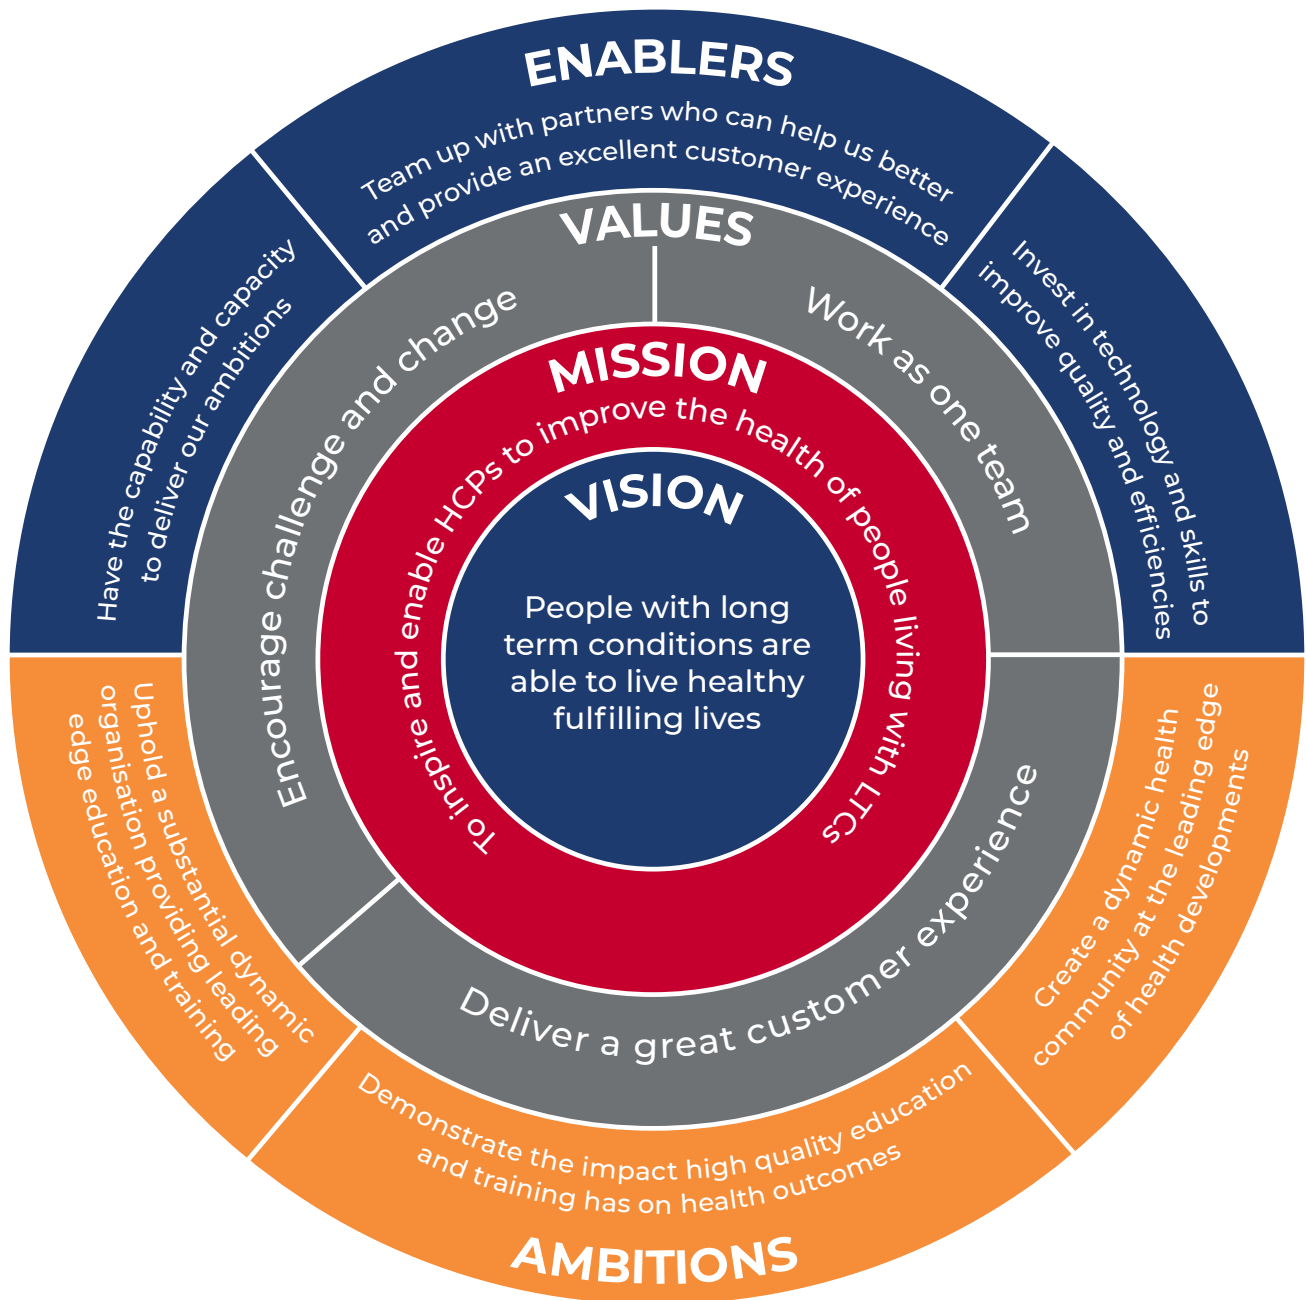 ENABLERS
Team up with partners who can help us better
and provide an excellent customer experience
Have the capability and capacity
to deliver our ambitions
Invest in technology and skills to
improve quality and efficiencies
VALUES
Encourage challenge and change
Work as one team
Deliver a great customer experience
MISSION
To inspire and enable HCPs to improve the health of people living with LTCs
VISION
People with long
term conditions are
able to live healthy
fulfilling lives
Uphold a substantial dynamic
organisation providing leading
edge education and training
Create a dynamic health
community at the leading edge
of health developments
Demonstrate the impact high quality education
and training has on health outcomes
AMBITIONS